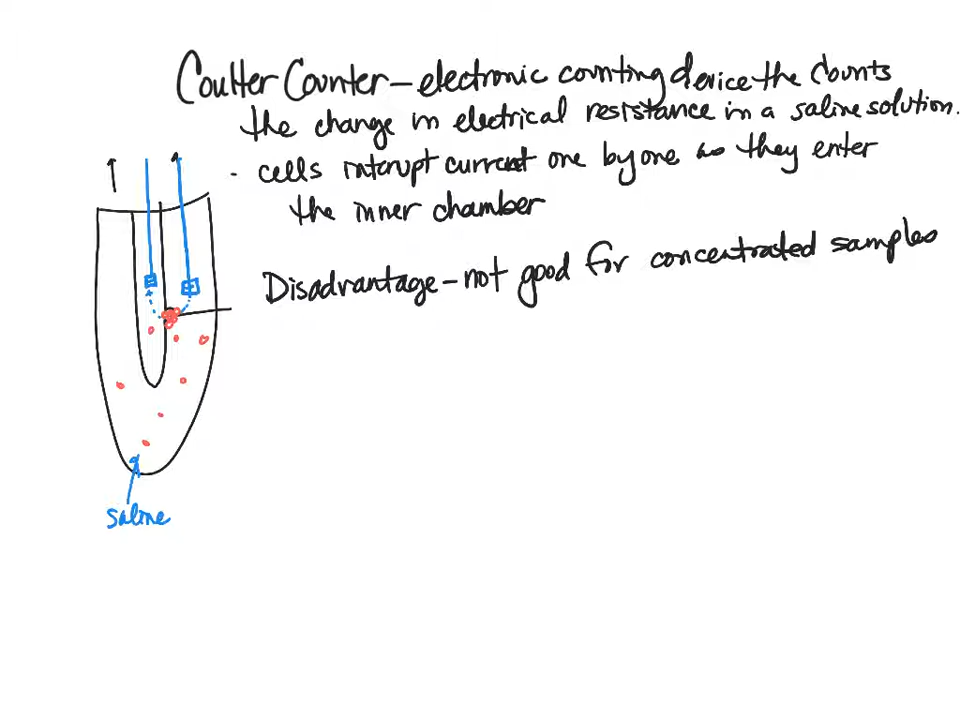 Coulter Counter - electronic counting device the counts
the change in electrical resistance in a saline solution.
- cells interupt current one by one as they enter
the inner chamber
Disadvantage - not good for concentrated samples
saline